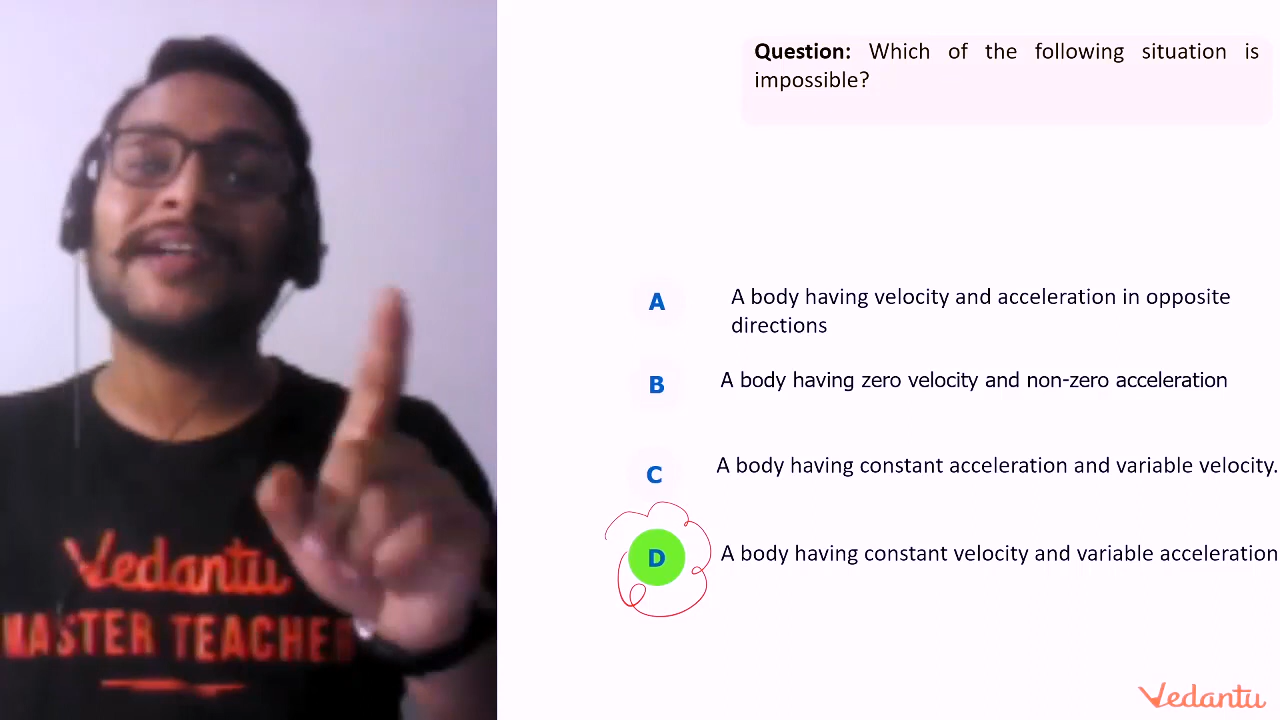 Question: Which of the following situation is
impossible?
A A body having velocity and acceleration in opposite
directions
B A body having zero velocity and non-zero acceleration
C A body having constant acceleration and variable velocity.
D A body having constant velocity and variable acceleration
Vedantu
MASTER TEACHER
Vedantu